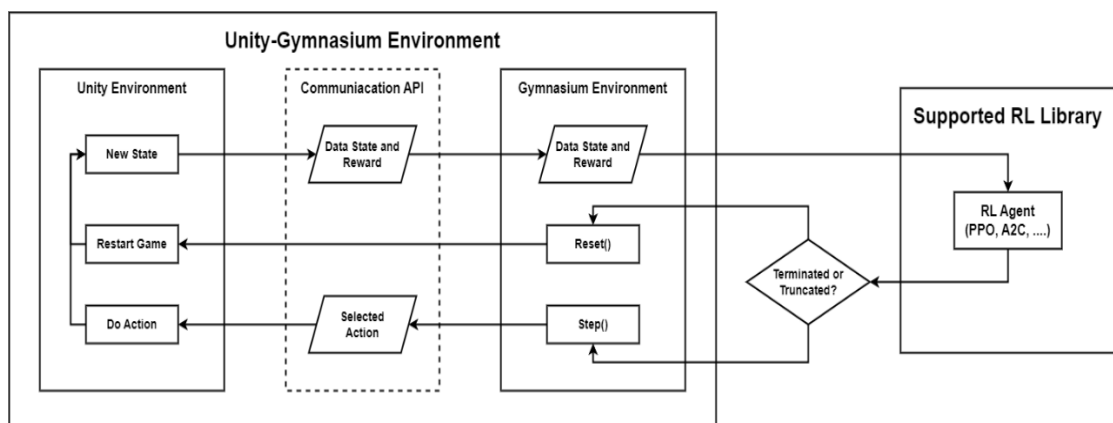 Unity-Gymnasium Environment
Unity Environment
Communiacation API
Gymnasium Environment
Supported RL Library
New State
Data State and
Reward
Data State and
Reward
RL Agent
(PPO, A2C, ....)
Restart Game
Reset()
Terminated or
Truncated?
Do Action
Selected
Action
Step()